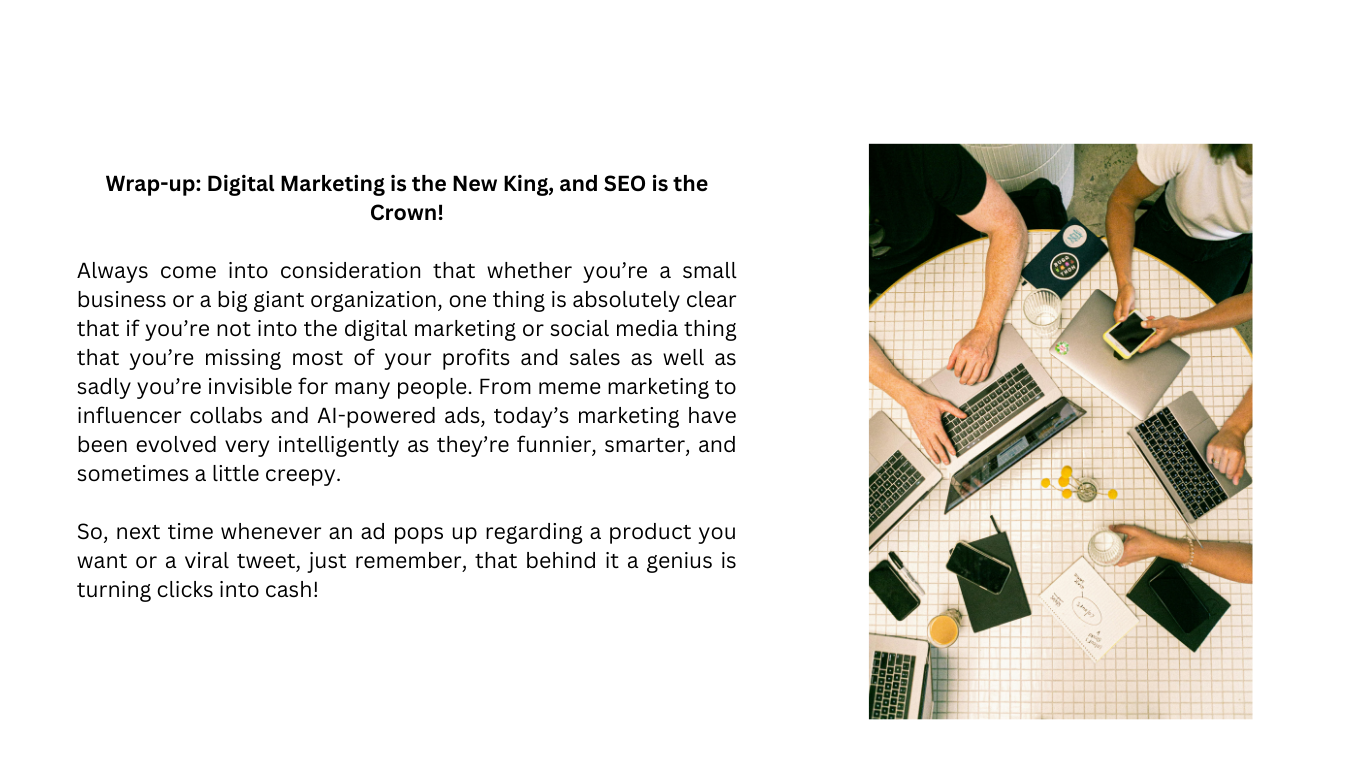 Wrap-up: Digital Marketing is the New King, and SEO is the
Crown!
Always come into consideration that whether you’re a small
business or a big giant organization, one thing is absolutely clear
that if you’re not into the digital marketing or social media thing
that you’re missing most of your profits and sales as well as
sadly you’re invisible for many people. From meme marketing to
influencer collabs and AI-powered ads, today’s marketing have
been evolved very intelligently as they’re funnier, smarter, and
sometimes a little creepy.
So, next time whenever an ad pops up regarding a product you
want or a viral tweet, just remember, that behind it a genius is
turning clicks into cash!